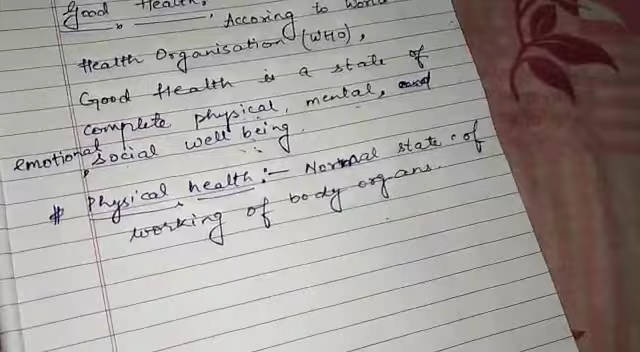 Good Health,
Accoring to World
Health Organisation (WHO),
Good Health is a state of
complete physical, mental, and
emotional, social well being.
# Physical health :- Normal state of
working of body organs.